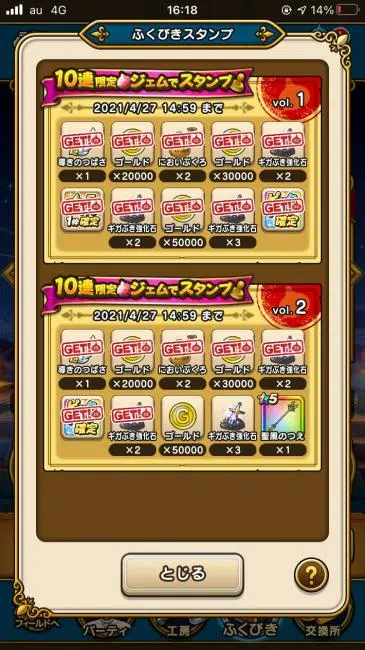 au 4G 16:18 14%
ふくびきスタンプ
10連限定ジェムでスタンプ
vol.1
2021/4/27 14:59 まで
GET! GET! GET! GET! GET!
導きのつばさ ゴールド においぶくろ ゴールド ギガぶき強化石
×1 ×20000 ×2 ×30000 ×2
GET! GET! GET! GET! GET!
1枠確定 ギガぶき強化石 ゴールド ギガぶき強化石 確定
×2 ×50000 ×3
10連限定ジェムでスタンプ
vol.2
2021/4/27 14:59 まで
GET! GET! GET! GET! GET!
導きのつばさ ゴールド においぶくろ ゴールド ギガぶき強化石
×1 ×20000 ×2 ×30000 ×2
GET! GET! ★5
確定 ギガぶき強化石 ゴールド ギガぶき強化石 聖風のつえ
×2 ×50000 ×3 ×1
とじる
?
フィールドへ パーティ 工房 ふくびき 交換所